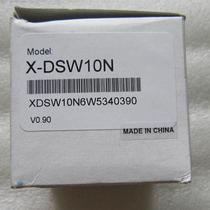 Model:
X-DSW10N
XDSW10N6W5340390
V0.90
MADE IN CHINA